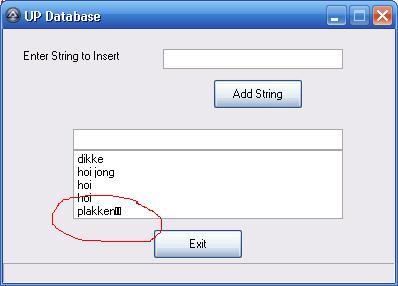 UP Database
Enter String to Insert
Add String
dikke
hoi jong
hoi
hoi
plakken▯▯
Exit